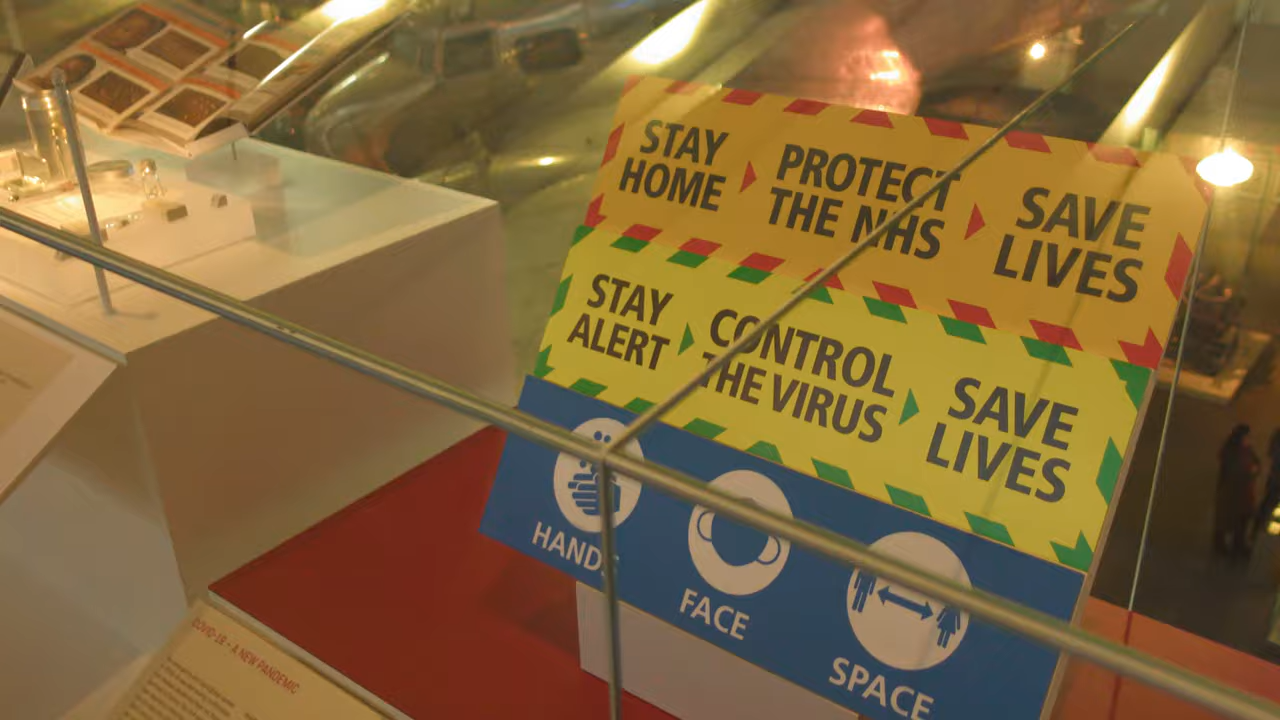 STAY HOME
PROTECT THE NHS
SAVE LIVES
STAY ALERT
CONTROL THE VIRUS
SAVE LIVES
HANDS
FACE
SPACE
COVID-19 – A NEW PANDEMIC